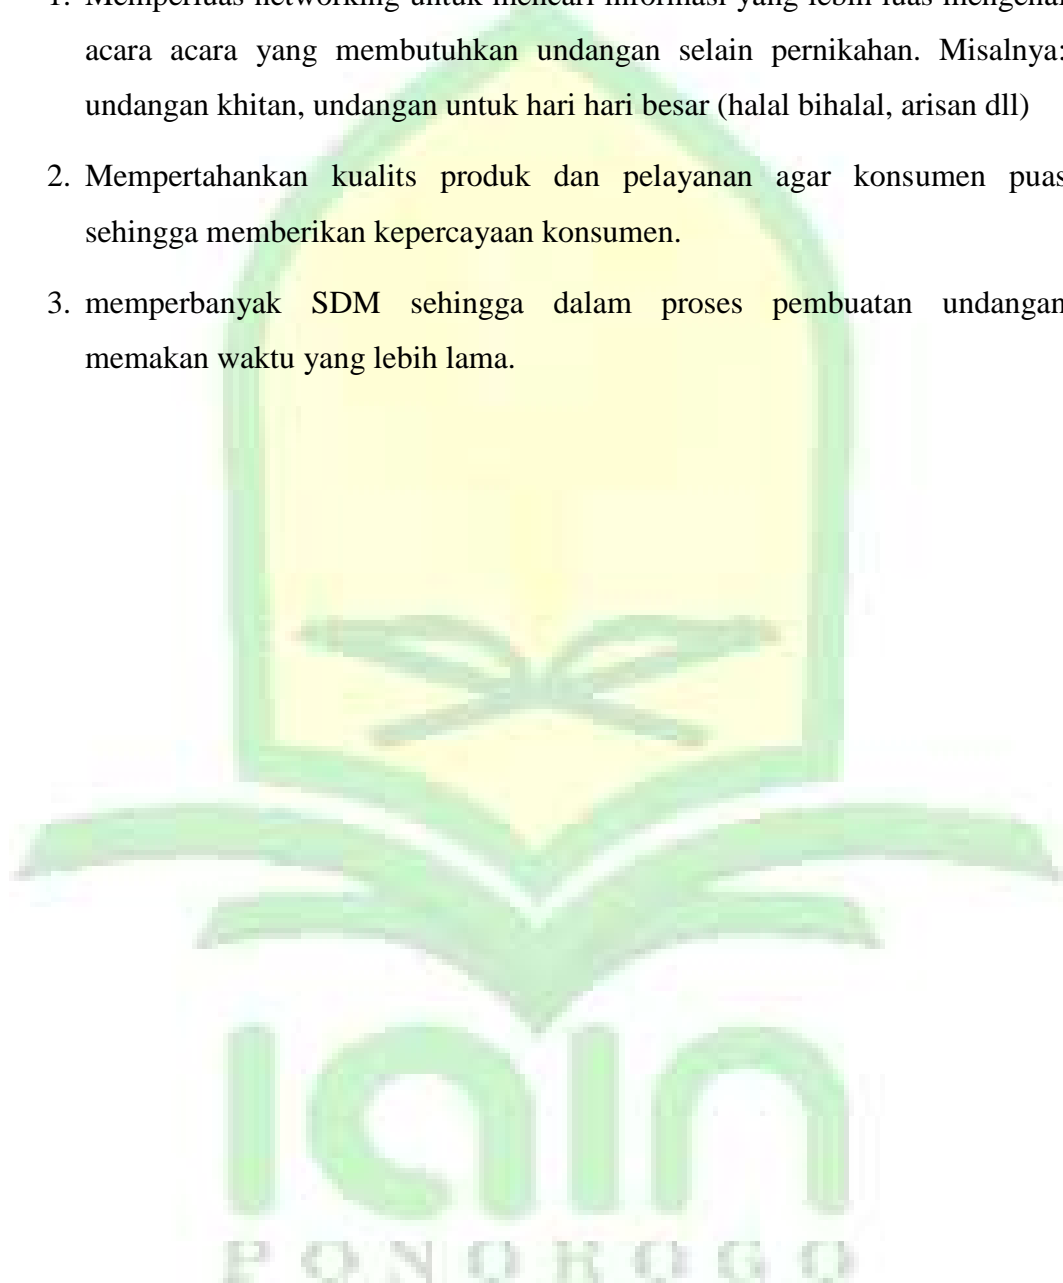 1. Memperluas networking untuk mencari informasi yang lebih luas mengenai
acara acara yang membutuhkan undangan selain pernikahan. Misalnya:
undangan khitan, undangan untuk hari hari besar (halal bihalal, arisan dll)
2. Mempertahankan kualits produk dan pelayanan agar konsumen puas
sehingga memberikan kepercayaan konsumen.
3. memperbanyak SDM sehingga dalam proses pembuatan undangan
memakan waktu yang lebih lama.
iain
PONOROGO